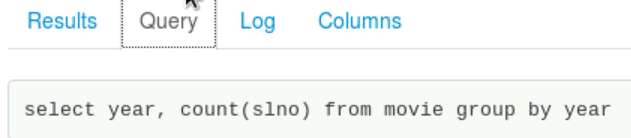 Results Query Log Columns
select year, count(slno) from movie group by year